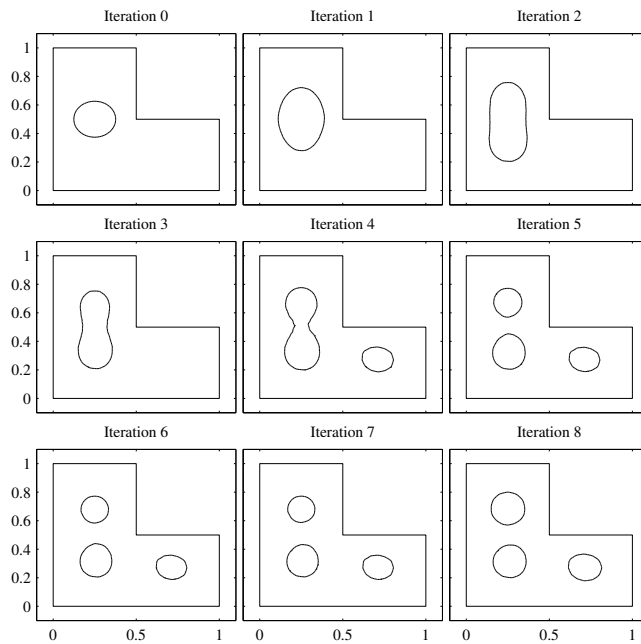 Iteration 0
Iteration 1
Iteration 2
1
0.8
0.6
0.4
0.2
0
Iteration 3
Iteration 4
Iteration 5
1
0.8
0.6
0.4
0.2
0
Iteration 6
Iteration 7
Iteration 8
1
0.8
0.6
0.4
0.2
0
0 0.5 1 0 0.5 1 0 0.5 1